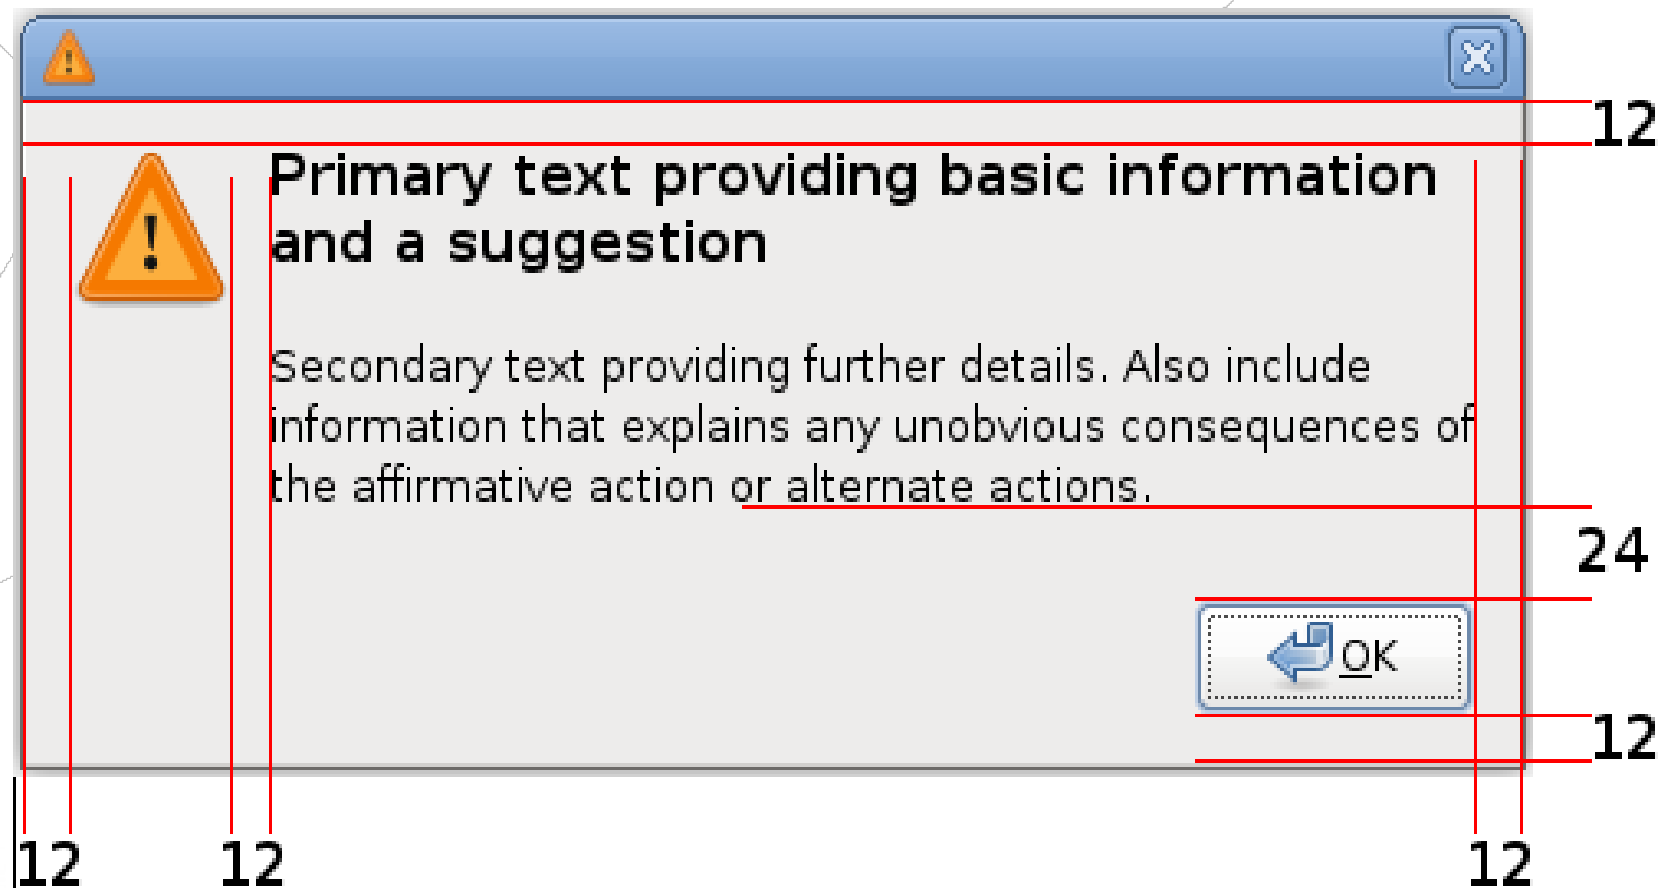 12
Primary text providing basic information
and a suggestion
Secondary text providing further details. Also include
information that explains any unobvious consequences of
the affirmative action or alternate actions.
24
OK
12
12
12
12